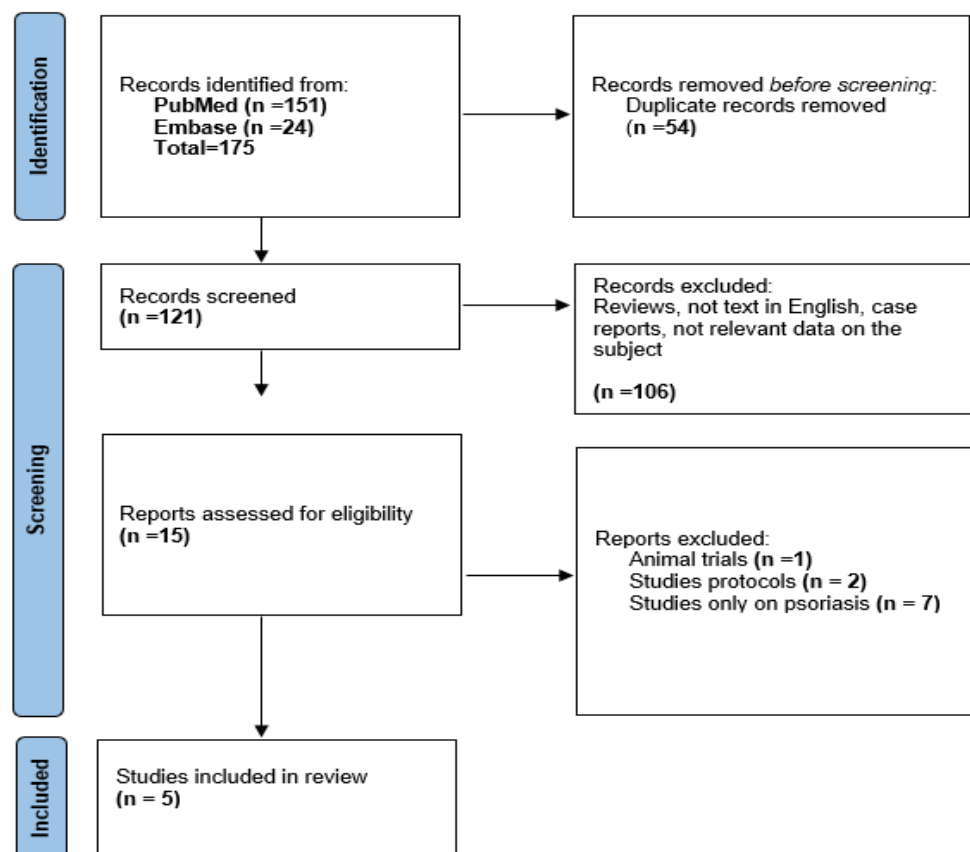 Identification
Records identified from:
PubMed (n =151)
Embase (n =24)
Total=175
Records removed before screening:
Duplicate records removed
(n =54)
Screening
Records screened
(n =121)
Records excluded:
Reviews, not text in English, case
reports, not relevant data on the
subject
(n =106)
Reports assessed for eligibility
(n =15)
Reports excluded:
Animal trials (n =1)
Studies protocols (n = 2)
Studies only on psoriasis (n = 7)
Included
Studies included in review
(n = 5)